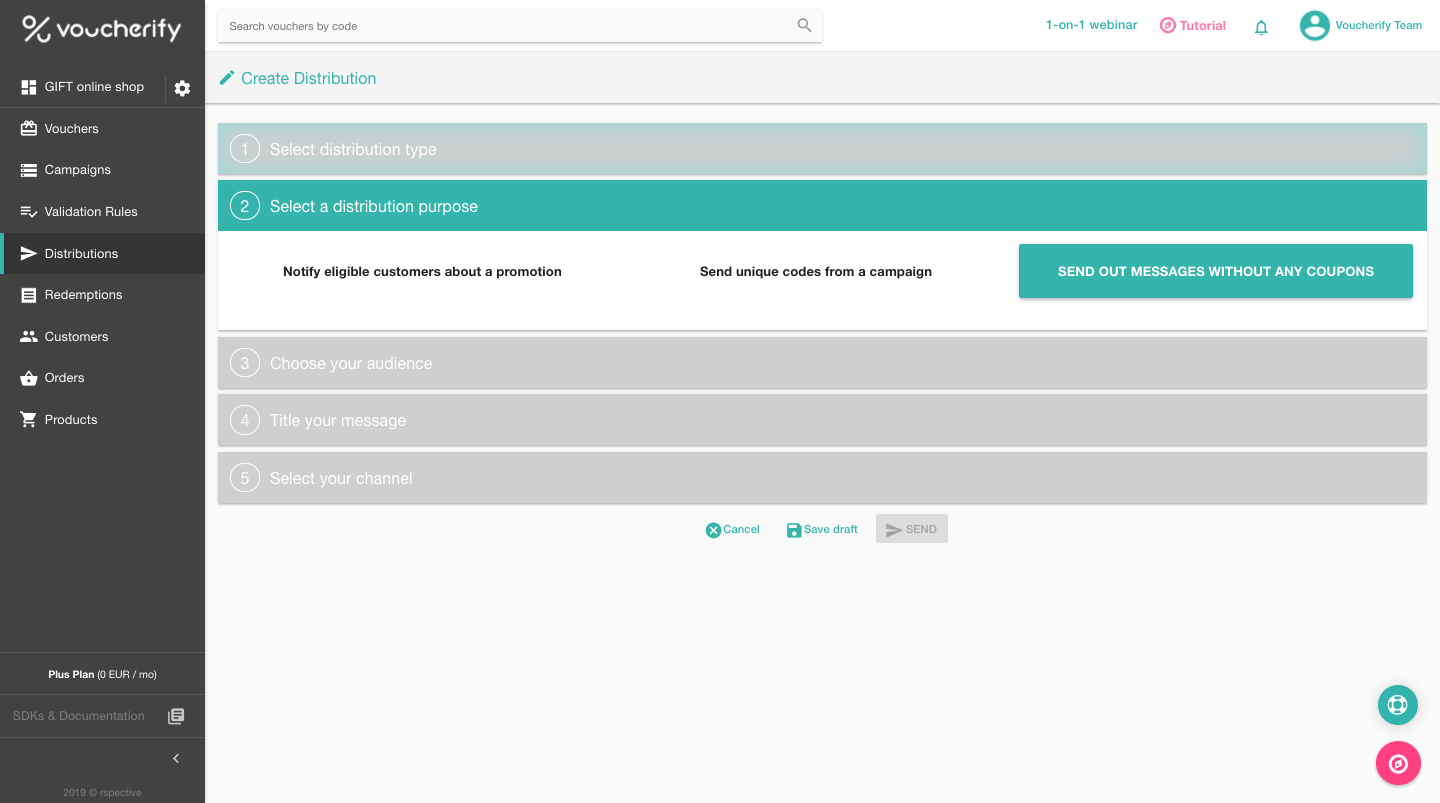 voucherify
Search vouchers by code
1-on-1 webinar
Tutorial
Voucherify Team
GIFT online shop
Vouchers
Campaigns
Validation Rules
Distributions
Redemptions
Customers
Orders
Products
Plus Plan (0 EUR / mo)
SDKs & Documentation
2019 © rspective
Create Distribution
1 Select distribution type
2 Select a distribution purpose
Notify eligible customers about a promotion
Send unique codes from a campaign
SEND OUT MESSAGES WITHOUT ANY COUPONS
3 Choose your audience
4 Title your message
5 Select your channel
Cancel
Save draft
SEND